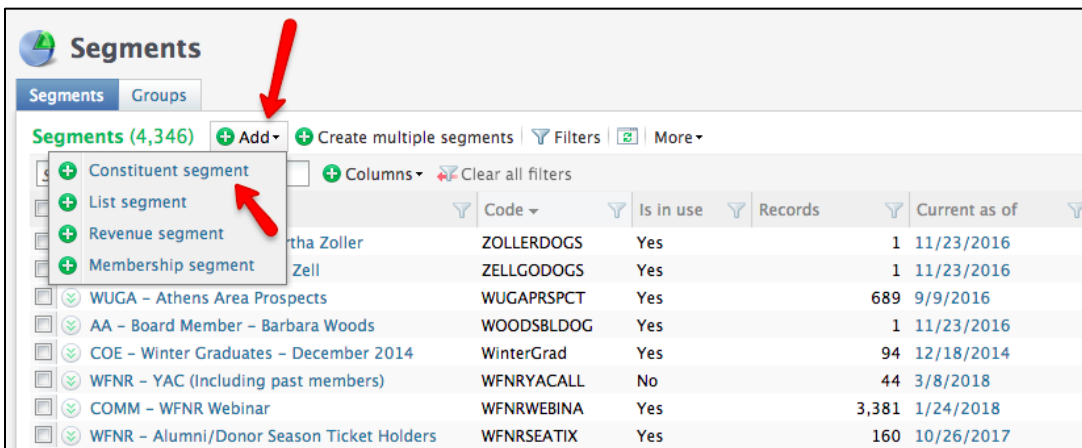 Segments
Segments Groups
Segments (4,346) Add Create multiple segments Filters More
Constituent segment Columns Clear all filters
List segment Code Is in use Records Current as of
Revenue segment tha Zoller ZOLLERDOGS Yes 1 11/23/2016
Membership segment Zell ZELLGODOGS Yes 1 11/23/2016
WUGA – Athens Area Prospects WUGAPRSPCT Yes 689 9/9/2016
AA – Board Member – Barbara Woods WOODSBLDOG Yes 1 11/23/2016
COE – Winter Graduates – December 2014 WinterGrad Yes 94 12/18/2014
WFNR – YAC (Including past members) WFNRYACALL No 44 3/8/2018
COMM – WFNR Webinar WFNRWEBINA Yes 3,381 1/24/2018
WFNR – Alumni/Donor Season Ticket Holders WFNRSEATIX Yes 160 10/26/2017